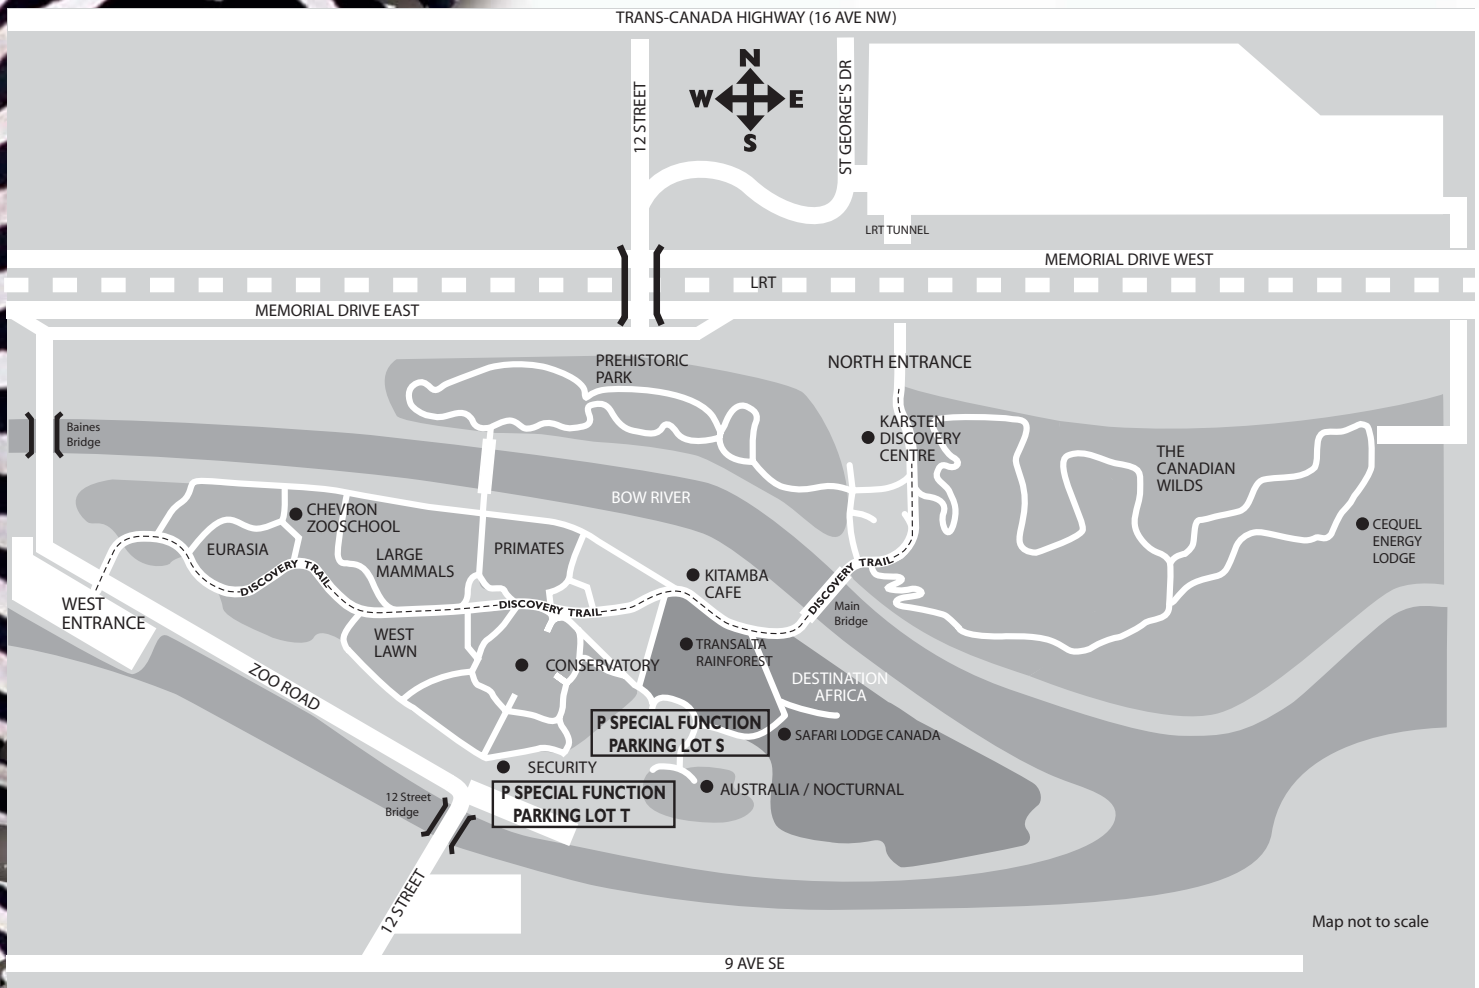 TRANS-CANADA HIGHWAY (16 AVE NW)
N
W E
S
12 STREET
ST GEORGE'S DR
LRT TUNNEL
MEMORIAL DRIVE WEST
LRT
MEMORIAL DRIVE EAST
PREHISTORIC
PARK
NORTH ENTRANCE
Baines
Bridge
KARSTEN
DISCOVERY
CENTRE
THE
CANADIAN
WILDS
BOW RIVER
CHEVRON
ZOOSCHOOL
CEQUEL
ENERGY
LODGE
EURASIA
LARGE
MAMMALS
PRIMATES
DISCOVERY TRAIL
KITAMBA
CAFE
DISCOVERY TRAIL
DISCOVERY TRAIL
Main
Bridge
WEST
ENTRANCE
WEST
LAWN
TRANSALTA
RAINFOREST
CONSERVATORY
DESTINATION
AFRICA
ZOO ROAD
P SPECIAL FUNCTION
PARKING LOT S
SAFARI LODGE CANADA
SECURITY
P SPECIAL FUNCTION
PARKING LOT T
AUSTRALIA / NOCTURNAL
12 Street
Bridge
12 STREET
Map not to scale
9 AVE SE